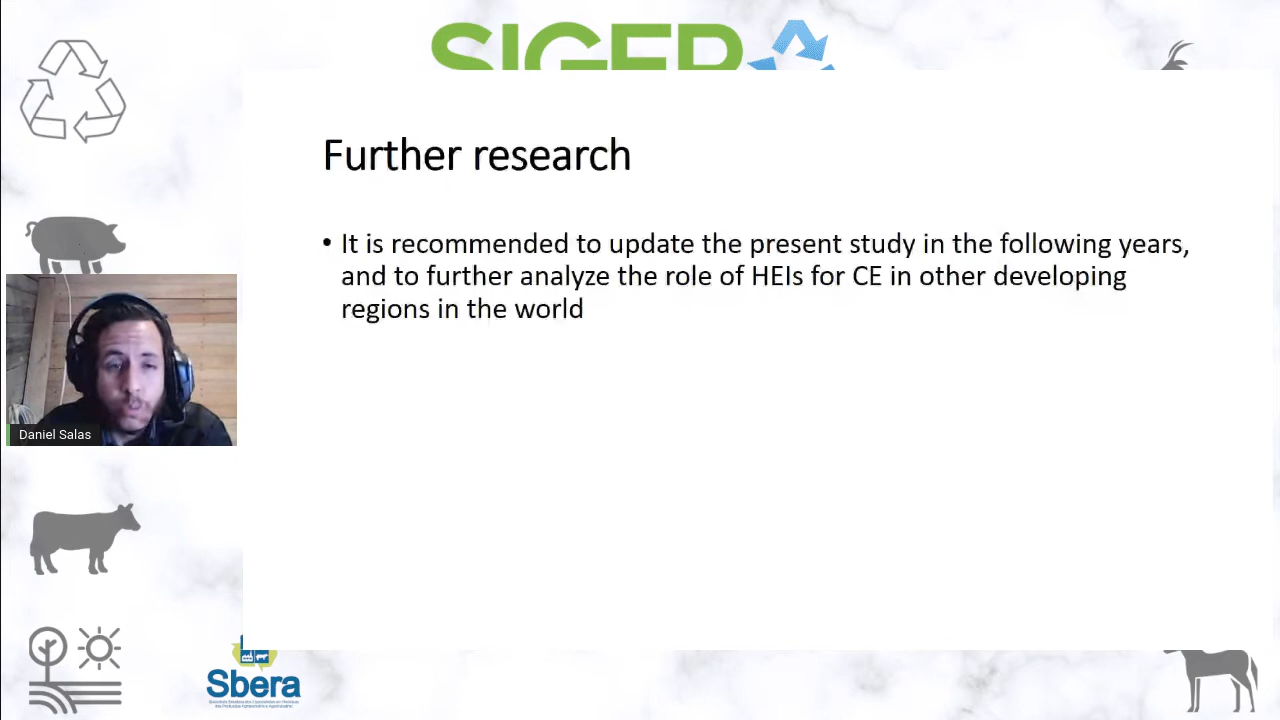 SIGER
Further research
• It is recommended to update the present study in the following years,
and to further analyze the role of HEIs for CE in other developing
regions in the world
Daniel Salas
Sbera